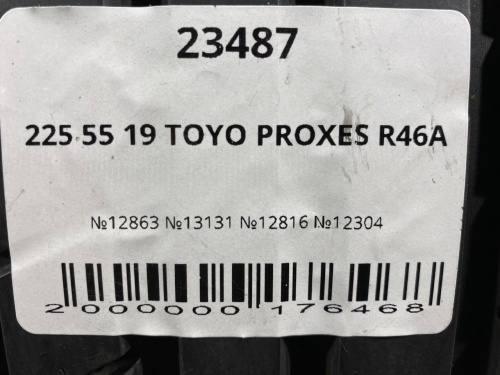 23487
225 55 19 TOYO PROXES R46A
№12863 №13131 №12816 №12304
2 000000 176468